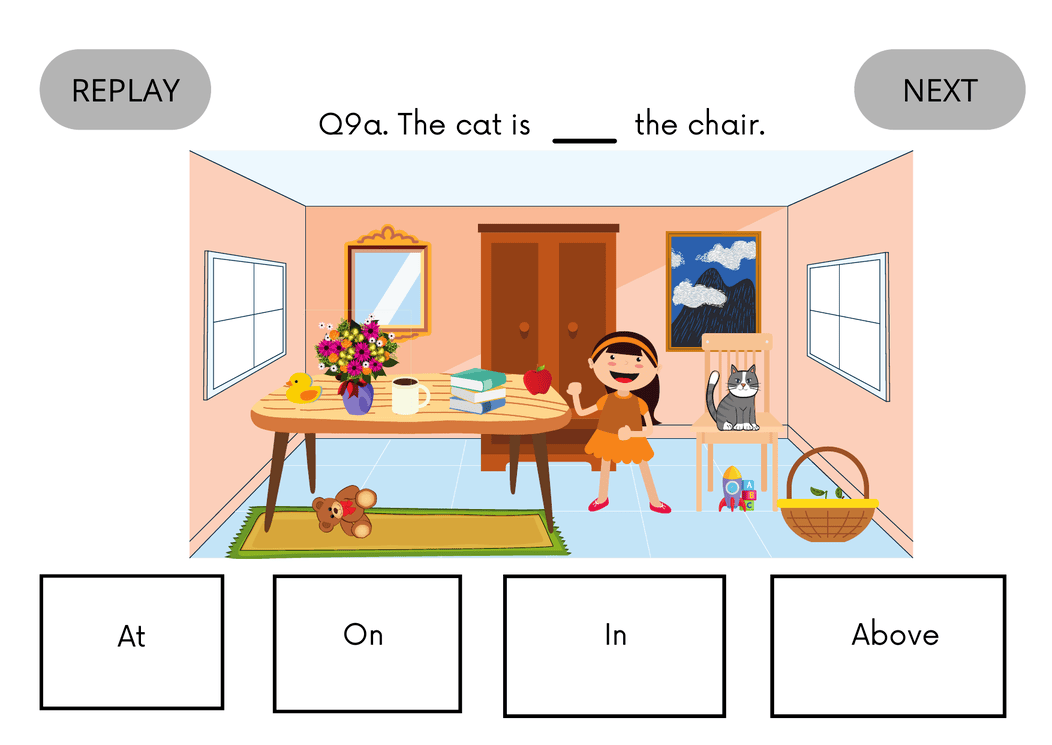 REPLAY
NEXT
Q9a. The cat is ____ the chair.
A
B
C
At
On
In
Above